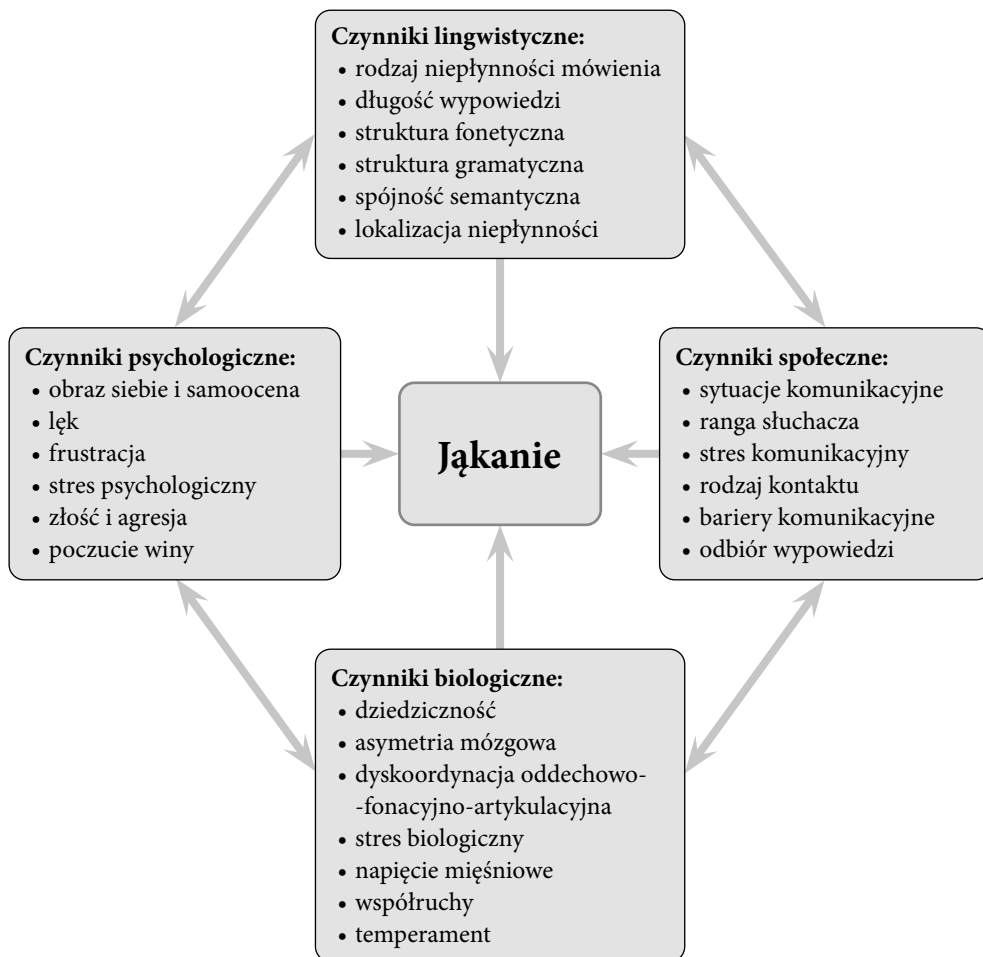 Czynniki lingwistyczne:
• rodzaj niepłynności mówienia
• długość wypowiedzi
• struktura fonetyczna
• struktura gramatyczna
• spójność semantyczna
• lokalizacja niepłynności
Czynniki psychologiczne:
• obraz siebie i samoocena
• lęk
• frustracja
• stres psychologiczny
• złość i agresja
• poczucie winy
Jąkanie
Czynniki społeczne:
• sytuacje komunikacyjne
• ranga słuchacza
• stres komunikacyjny
• rodzaj kontaktu
• bariery komunikacyjne
• odbiór wypowiedzi
Czynniki biologiczne:
• dziedziczność
• asymetria mózgowa
• dyskoordynacja oddechowo-
-fonacyjno-artykulacyjna
• stres biologiczny
• napięcie mięśniowe
• współruchy
• temperament